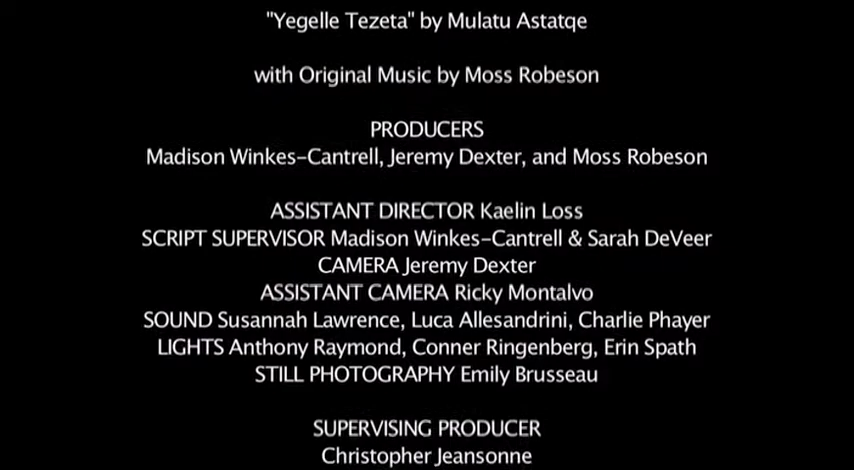 "Yegelle Tezeta" by Mulatu Astatqe
with Original Music by Moss Robeson
PRODUCERS
Madison Winkes-Cantrell, Jeremy Dexter, and Moss Robeson
ASSISTANT DIRECTOR Kaelin Loss
SCRIPT SUPERVISOR Madison Winkes-Cantrell & Sarah DeVeer
CAMERA Jeremy Dexter
ASSISTANT CAMERA Ricky Montalvo
SOUND Susannah Lawrence, Luca Allesandrini, Charlie Phayer
LIGHTS Anthony Raymond, Conner Ringenberg, Erin Spath
STILL PHOTOGRAPHY Emily Brusseau
SUPERVISING PRODUCER
Christopher Jeansonne